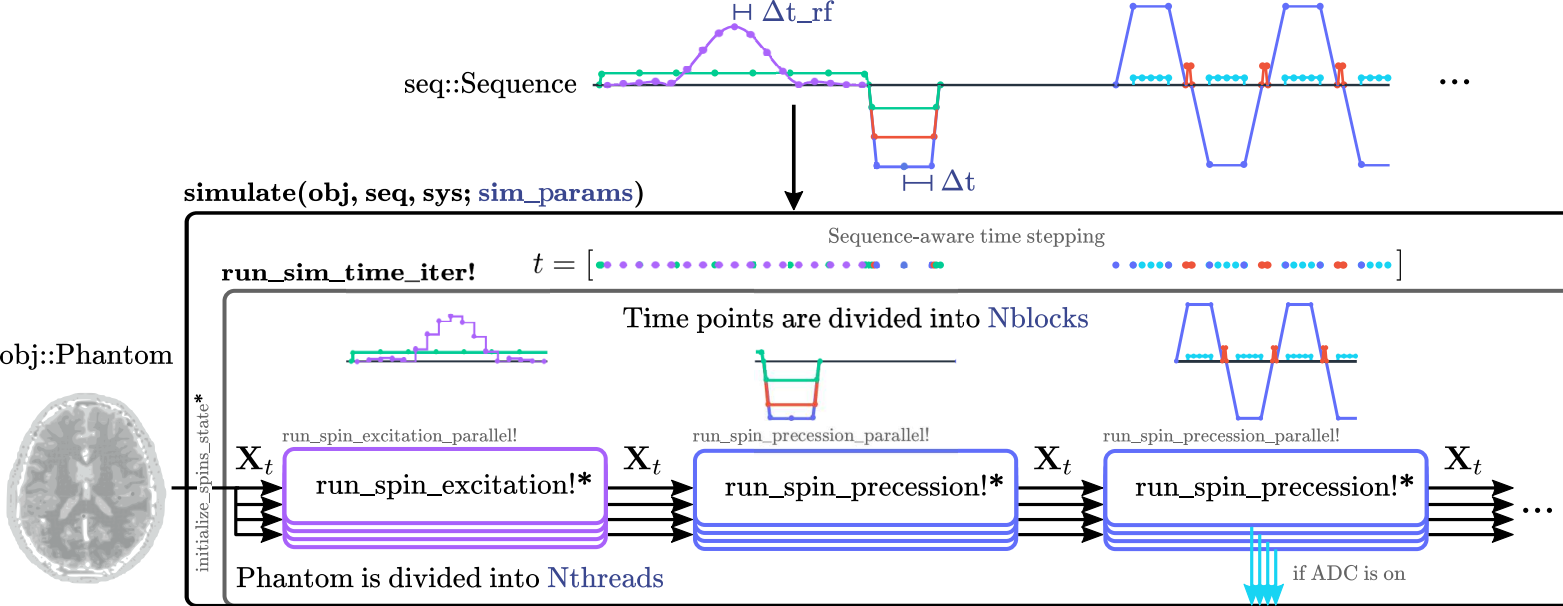 Δt_rf
seq::Sequence
...
Δt
simulate(obj, seq, sys; sim_params)
Sequence-aware time stepping
run_sim_time_iter!
t = [ ]
Time points are divided into Nblocks
obj::Phantom
initialize_spins_state*
run_spin_excitation_parallel!
run_spin_precession_parallel!
run_spin_precession_parallel!
X_t
run_spin_excitation!*
X_t
run_spin_precession!*
X_t
run_spin_precession!*
X_t
...
Phantom is divided into Nthreads
if ADC is on